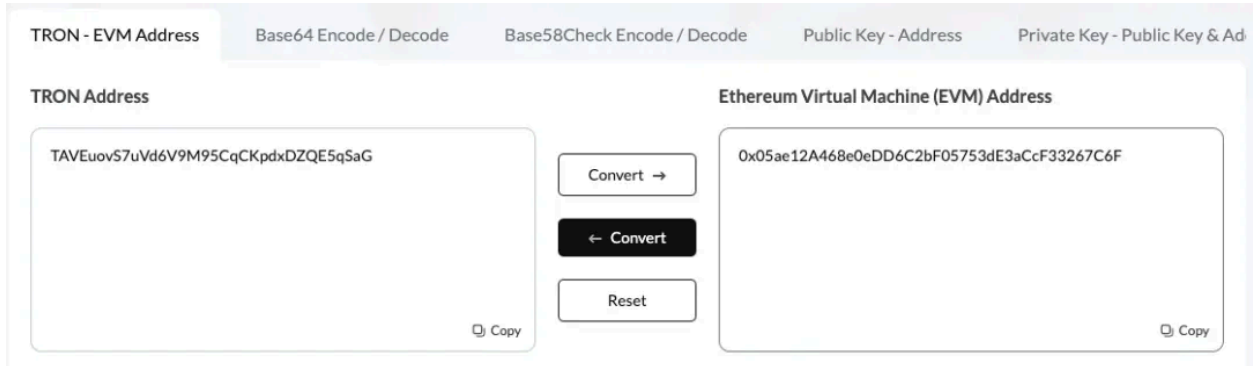 TRON - EVM Address
Base64 Encode / Decode
Base58Check Encode / Decode
Public Key - Address
Private Key - Public Key & Ad
TRON Address
Ethereum Virtual Machine (EVM) Address
TAVEuovS7uVd6V9M95CqCKpdxDZQE5qSaG
0x05ae12A468e0eDD6C2bF05753dE3aCcF33267C6F
Convert →
← Convert
Reset
Copy
Copy